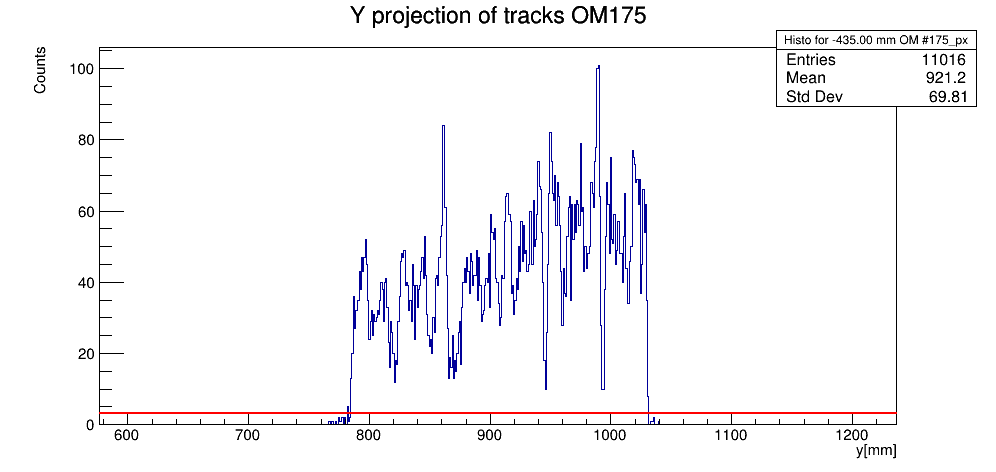 Y projection of tracks OM175
Histo for -435.00 mm OM #175_px
Entries 11016
Mean 921.2
Std Dev 69.81
Counts
100
80
60
40
20
0
600 700 800 900 1000 1100 1200
y[mm]